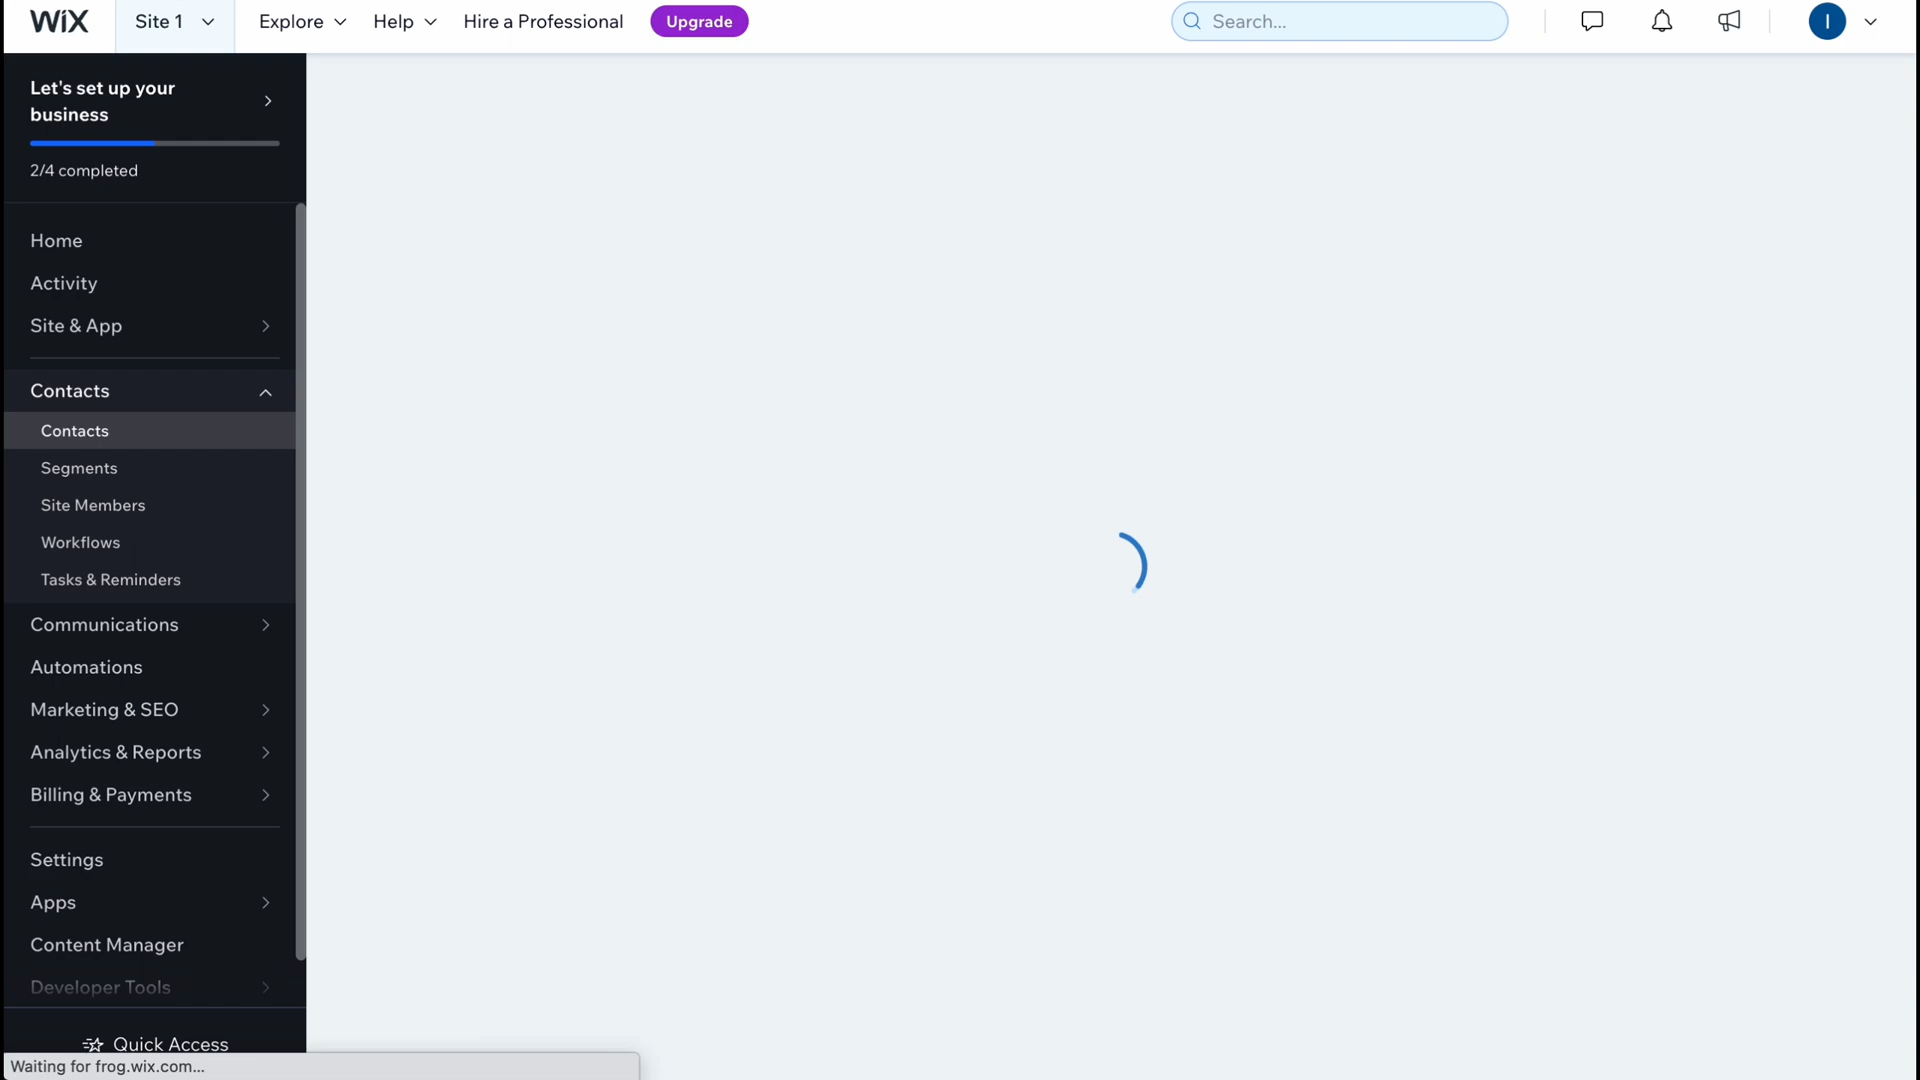 WiX
Site 1
Explore
Help
Hire a Professional
Upgrade
Search...
I
Let's set up your
business
2/4 completed
Home
Activity
Site & App
Contacts
Contacts
Segments
Site Members
Workflows
Tasks & Reminders
Communications
Automations
Marketing & SEO
Analytics & Reports
Billing & Payments
Settings
Apps
Content Manager
Developer Tools
Quick Access
Waiting for frog.wix.com...